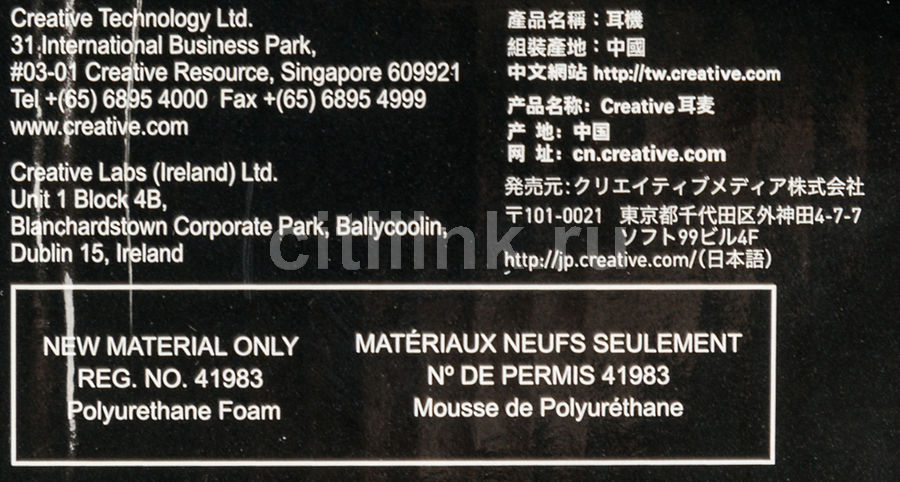 Creative Technology Ltd.
31 International Business Park,
#03-01 Creative Resource, Singapore 609921
Tel +(65) 6895 4000 Fax +(65) 6895 4999
www.creative.com
Creative Labs (Ireland) Ltd.
Unit 1 Block 4B,
Blanchardstown Corporate Park, Ballycoolin,
Dublin 15, Ireland
產品名稱：耳機
組裝產地：中國
中文網站 http://tw.creative.com
产品名称：Creative 耳麦
产 地：中国
网 址：cn.creative.com
発売元：クリエイティブメディア株式会社
〒101-0021 東京都千代田区外神田4-7-7
ソフト99ビル4F
http://jp.creative.com/（日本語）
citilink.ru
NEW MATERIAL ONLY
REG. NO. 41983
Polyurethane Foam
MATÉRIAUX NEUFS SEULEMENT
Nº DE PERMIS 41983
Mousse de Polyuréthane